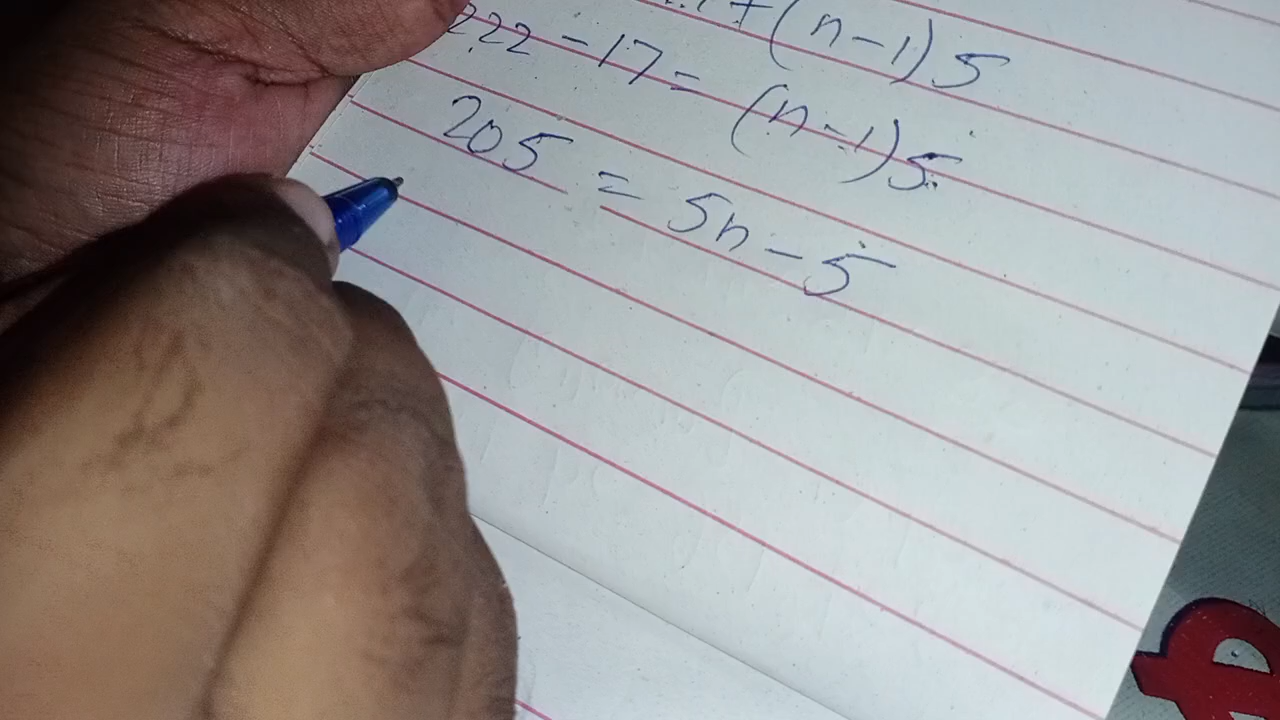 + (n-1) 5
222 - 17 = (n-1) 5
205 = 5n - 5